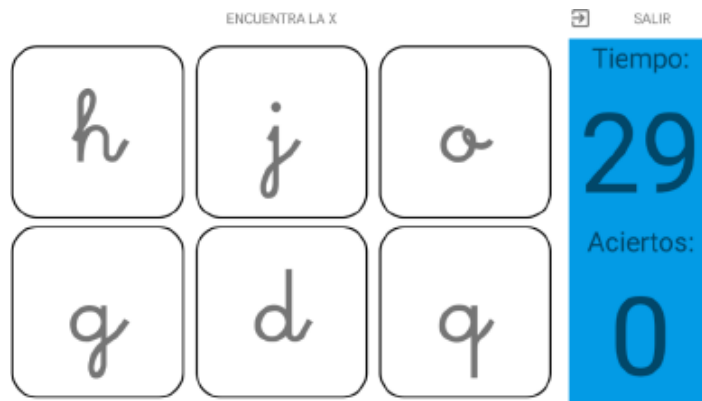 ENCUENTRA LA X
SALIR
h j o
g d q
Tiempo:
29
Aciertos:
0